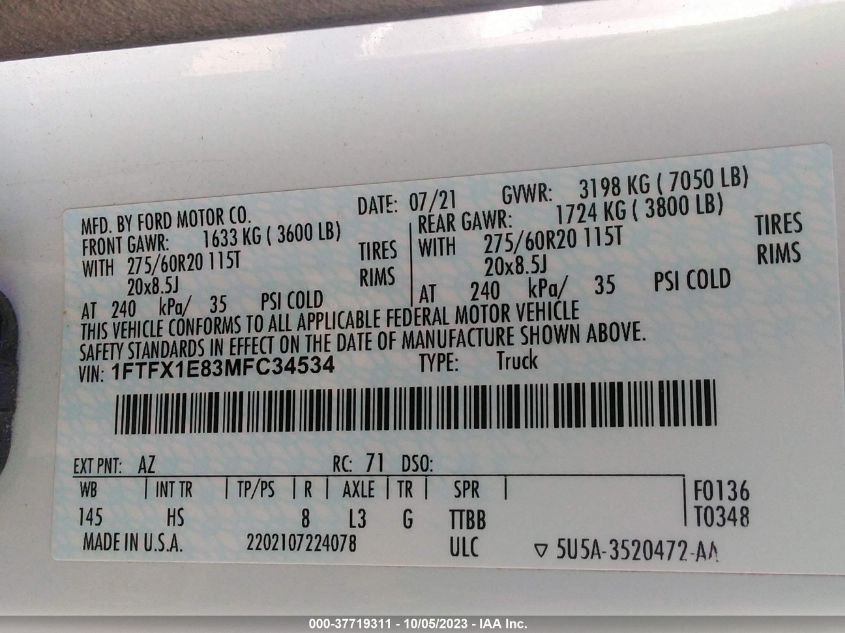 MFD. BY FORD MOTOR CO. DATE: 07/21 GVWR: 3198 KG ( 7050 LB)
FRONT GAWR: 1633 KG ( 3600 LB) REAR GAWR: 1724 KG ( 3800 LB)
WITH 275/60R20 115T TIRES WITH 275/60R20 115T TIRES
20x8.5J RIMS 20x8.5J RIMS
AT 240 kPa/ 35 PSI COLD AT 240 kPa/ 35 PSI COLD
THIS VEHICLE CONFORMS TO ALL APPLICABLE FEDERAL MOTOR VEHICLE
SAFETY STANDARDS IN EFFECT ON THE DATE OF MANUFACTURE SHOWN ABOVE.
VIN: 1FTFX1E83MFC34534 TYPE: Truck
EXT PNT: AZ RC: 71 DSO:
WB INT TR TP/PS R AXLE TR SPR F0136
145 HS 8 L3 G TTBB T0348
MADE IN U.S.A. 2202107224078 ULC ▽ 5U5A-3520472-AA
000-37719311 - 10/05/2023 - IAA Inc.